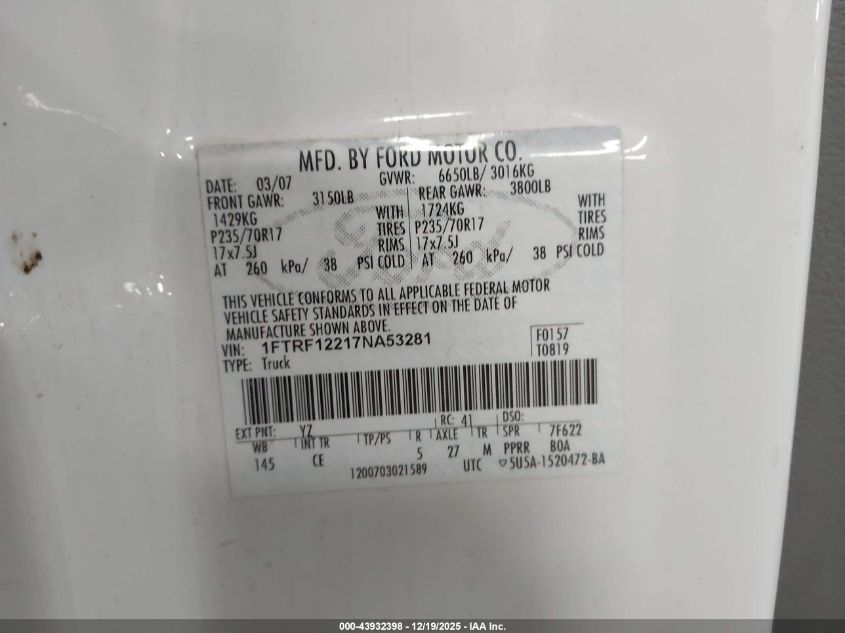 MFD. BY FORD MOTOR CO.
DATE: 03/07 GVWR: 6650LB/ 3016KG
FRONT GAWR: 3150LB REAR GAWR: 3800LB
1429KG WITH 1724KG WITH
P235/70R17 TIRES P235/70R17 TIRES
17x7.5J RIMS 17x7.5J RIMS
AT 260 kPa/ 38 PSI COLD AT 260 kPa/ 38 PSI COLD
THIS VEHICLE CONFORMS TO ALL APPLICABLE FEDERAL MOTOR
VEHICLE SAFETY STANDARDS IN EFFECT ON THE DATE OF
MANUFACTURE SHOWN ABOVE.
VIN: 1FTRF12217NA53281 F0157
TYPE: Truck T0819
EXT PNT: YZ RC: 41 DSO:
WB INT TR TP/PS R AXLE TR SPR 7F622
145 CE 5 27 M PPRR BOA
1200703021589 UTC ▽5U5A-1520472-BA
000-43932398 - 12/19/2025 - IAA Inc.